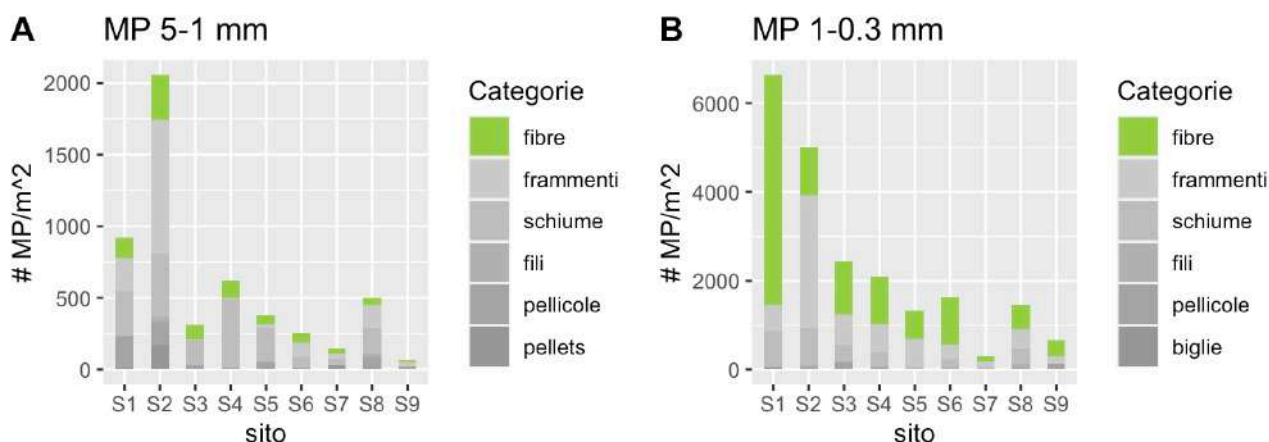 A MP 5-1 mm
# MP/m^2
2000
1500
1000
500
0
S1 S2 S3 S4 S5 S6 S7 S8 S9
sito
Categorie
fibre
frammenti
schiume
fili
pellicole
pellets
B MP 1-0.3 mm
# MP/m^2
6000
4000
2000
0
S1 S2 S3 S4 S5 S6 S7 S8 S9
sito
Categorie
fibre
frammenti
schiume
fili
pellicole
biglie